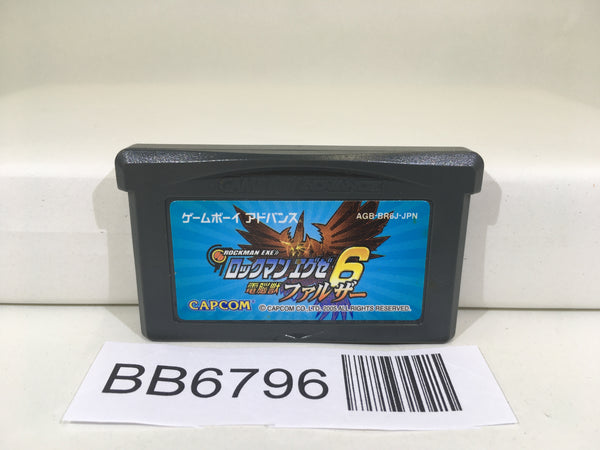 GAME BOY ADVANCE
ゲームボーイ アドバンス
AGB-BR6J-JPN
ROCKMAN EXE
ロックマン エグゼ 6
電脳獣 ファルザー
CAPCOM
© CAPCOM CO., LTD. 2005 ALL RIGHTS RESERVED.
BB6796